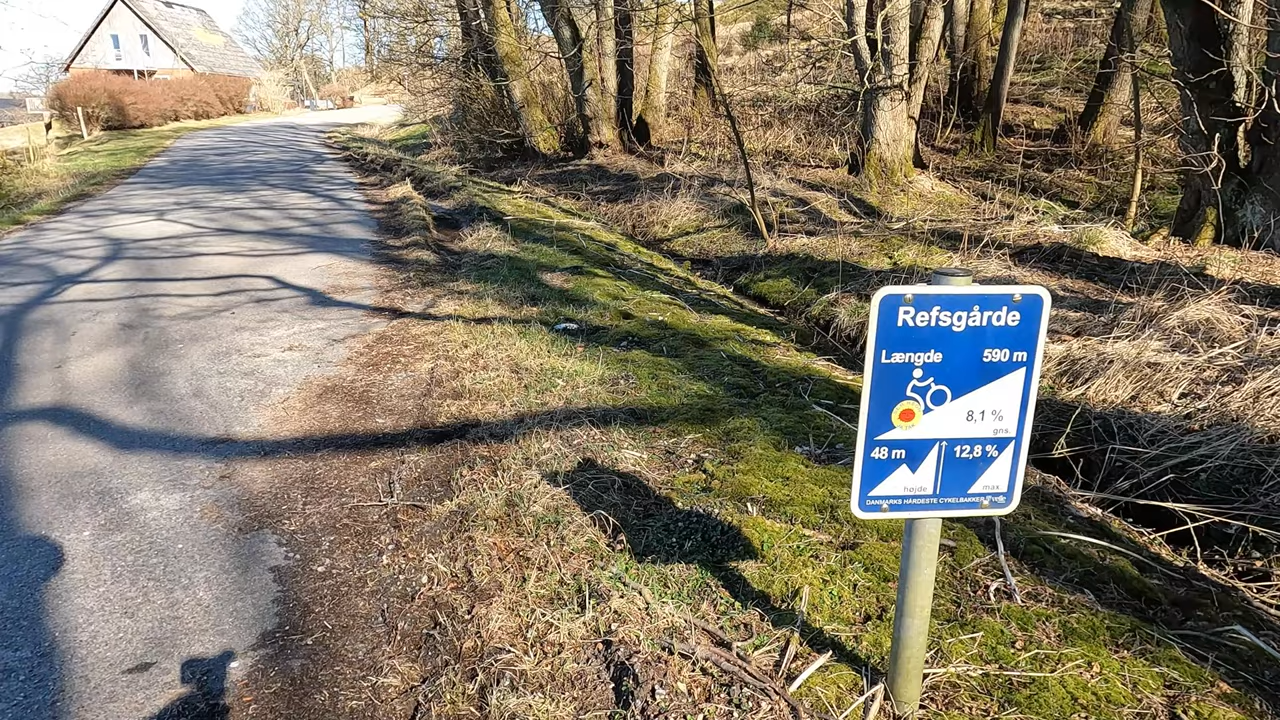 Refsgårde
Længde 590 m
8,1 %
gns.
48 m 12,8 %
højde max
DANMARKS HÅRDESTE CYKELBAKKER